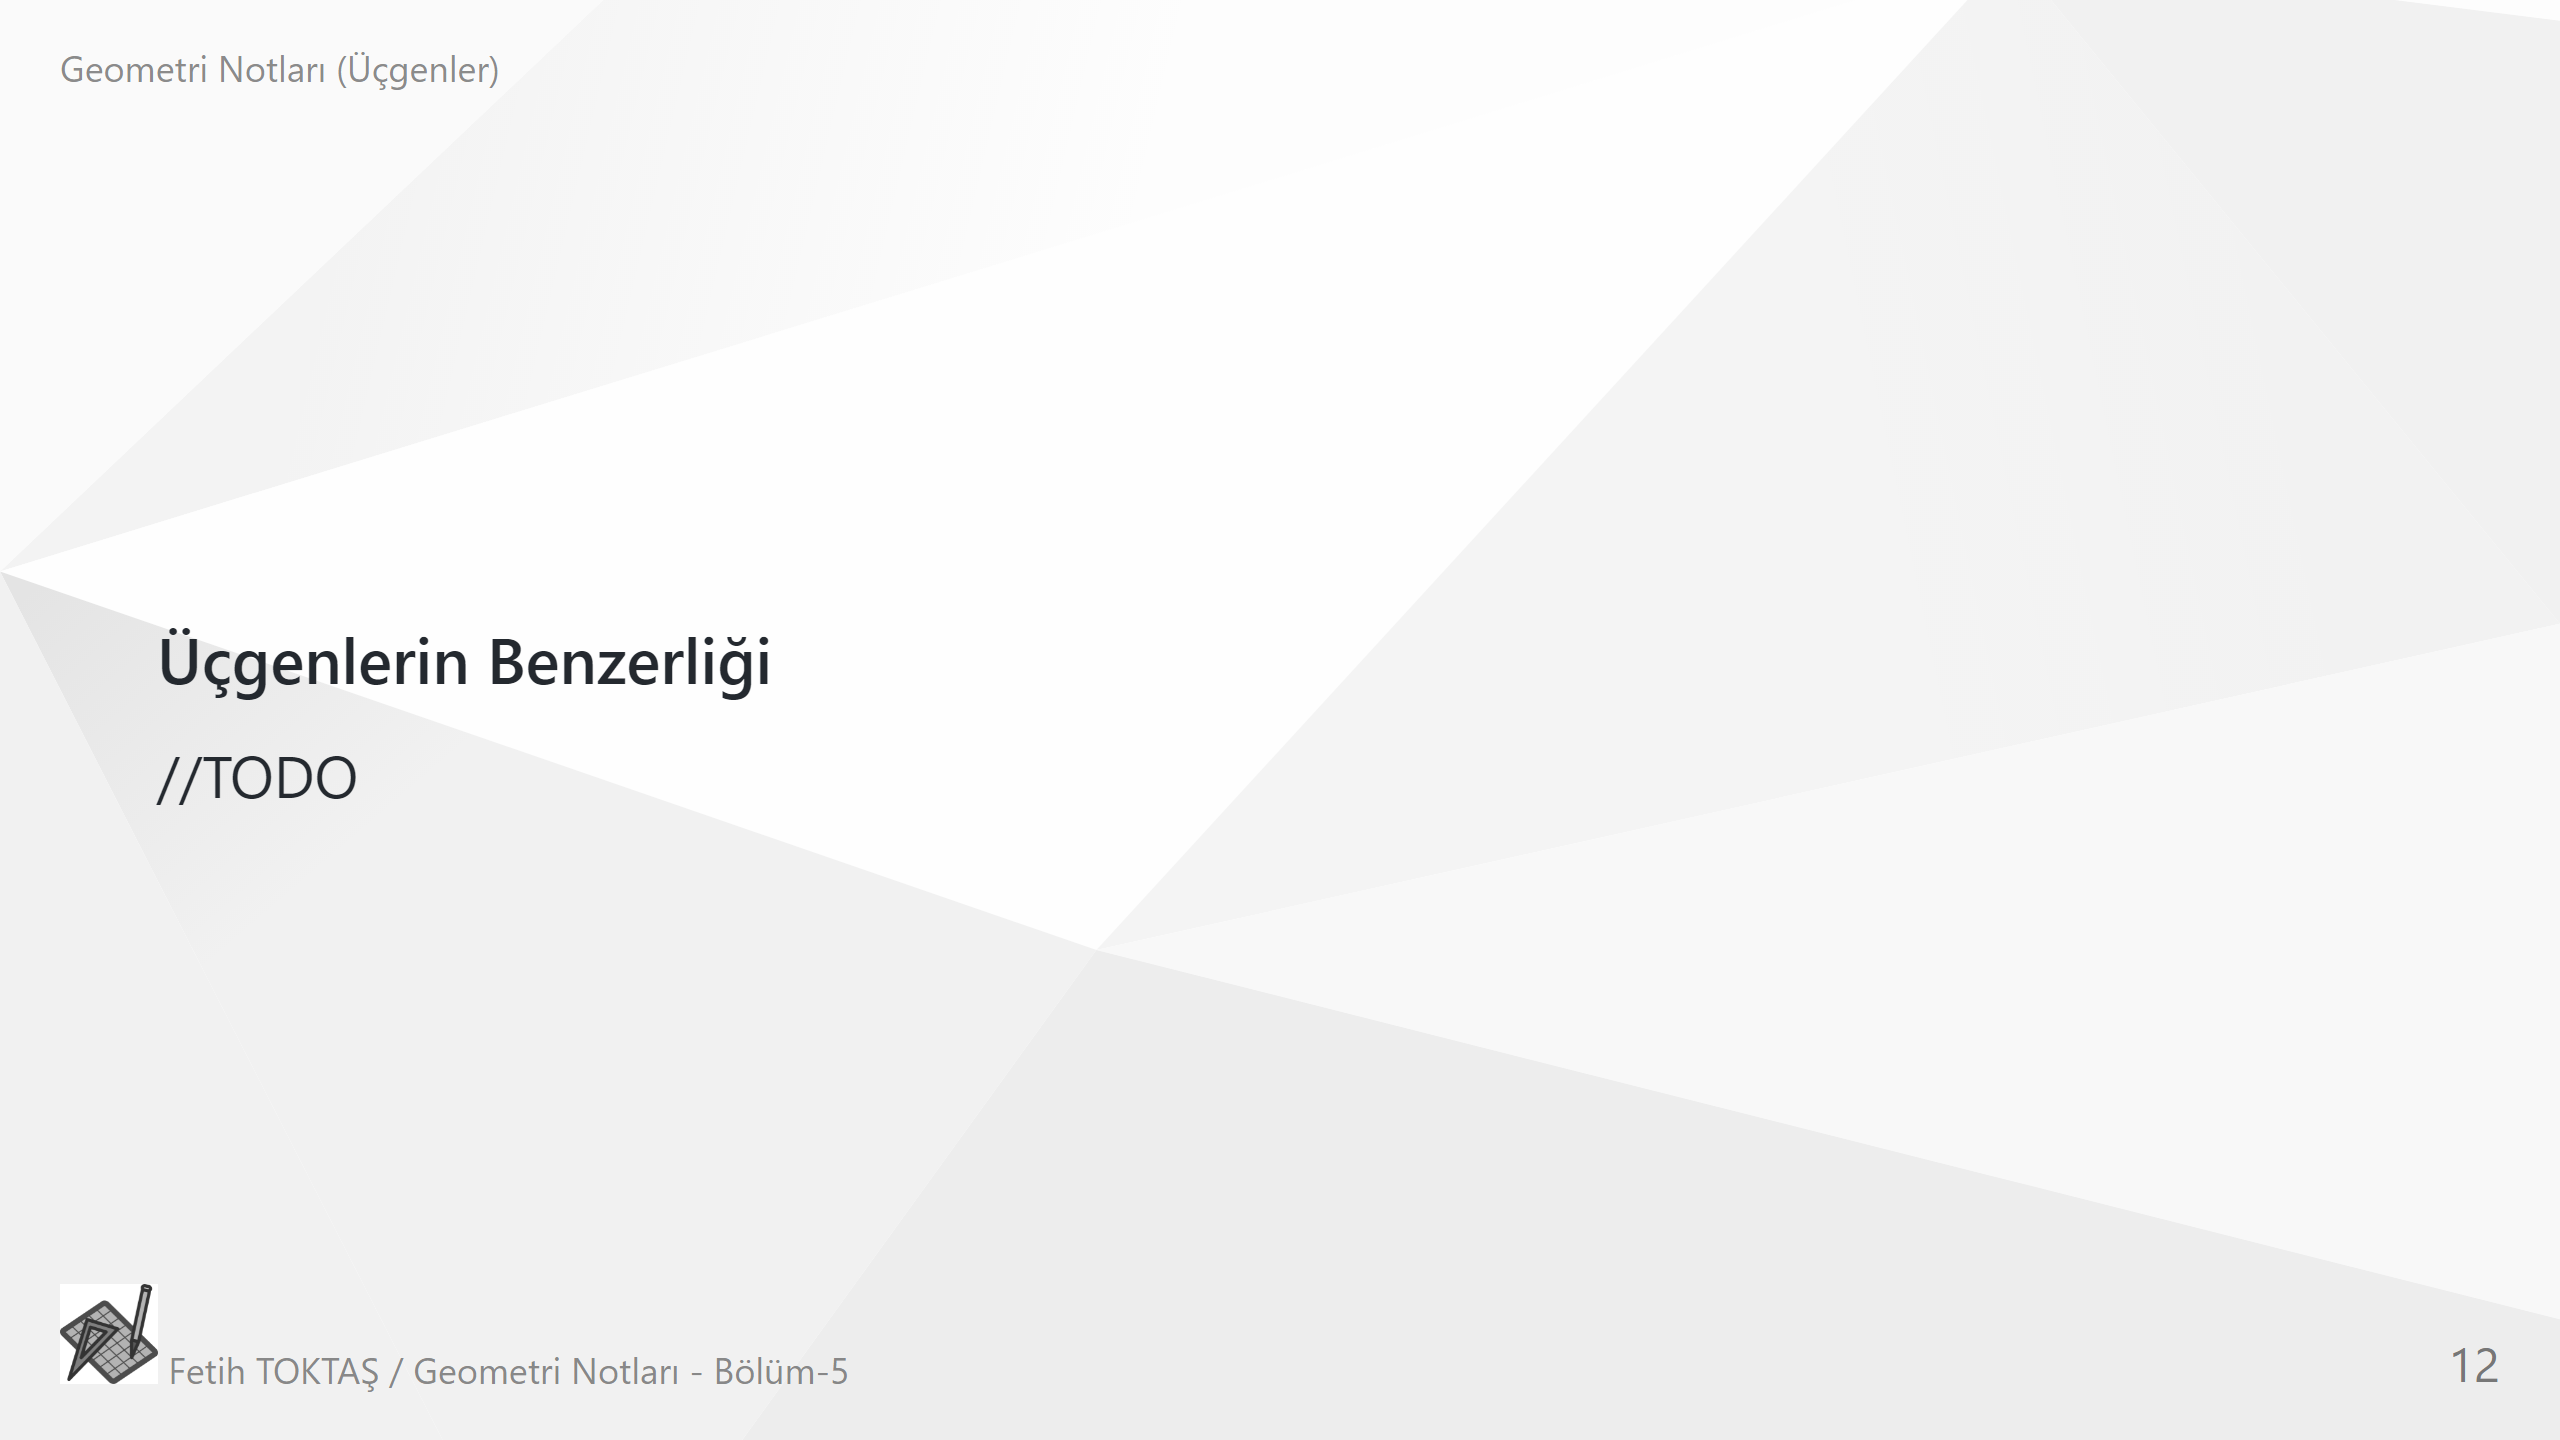 Geometri Notları (Üçgenler)
Üçgenlerin Benzerliği
//TODO
Fetih TOKTAŞ / Geometri Notları - Bölüm-5
12